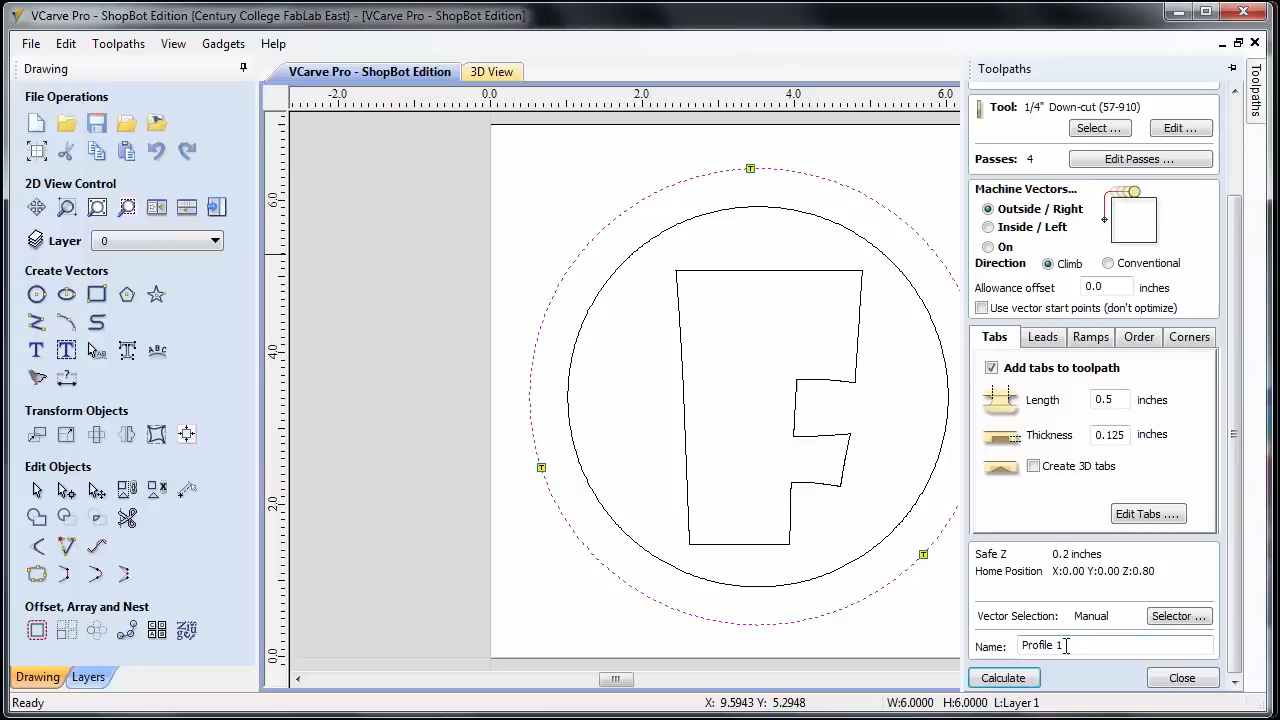 VCarve Pro - ShopBot Edition {Century College FabLab East} - [VCarve Pro - ShopBot Edition]
File Edit Toolpaths View Gadgets Help
Drawing
File Operations
2D View Control
Layer 0
Create Vectors
Transform Objects
Edit Objects
Offset, Array and Nest
Drawing Layers
VCarve Pro - ShopBot Edition 3D View
-2.0 0.0 2.0 4.0 6.0
6.0
4.0
2.0
0.0
T
T
T
Toolpaths
Tool: 1/4" Down-cut (57-910)
Select ... Edit ...
Passes: 4 Edit Passes ...
Machine Vectors...
Outside / Right
Inside / Left
On
Direction Climb Conventional
Allowance offset 0.0 inches
Use vector start points (don't optimize)
Tabs Leads Ramps Order Corners
Add tabs to toolpath
Length 0.5 inches
Thickness 0.125 inches
Create 3D tabs
Edit Tabs ....
Safe Z 0.2 inches
Home Position X:0.00 Y:0.00 Z:0.80
Vector Selection: Manual Selector ...
Name: Profile 1
Calculate Close
Toolpaths
Ready X: 9.5943 Y: 5.2948 W:6.0000 H:6.0000 L:Layer 1